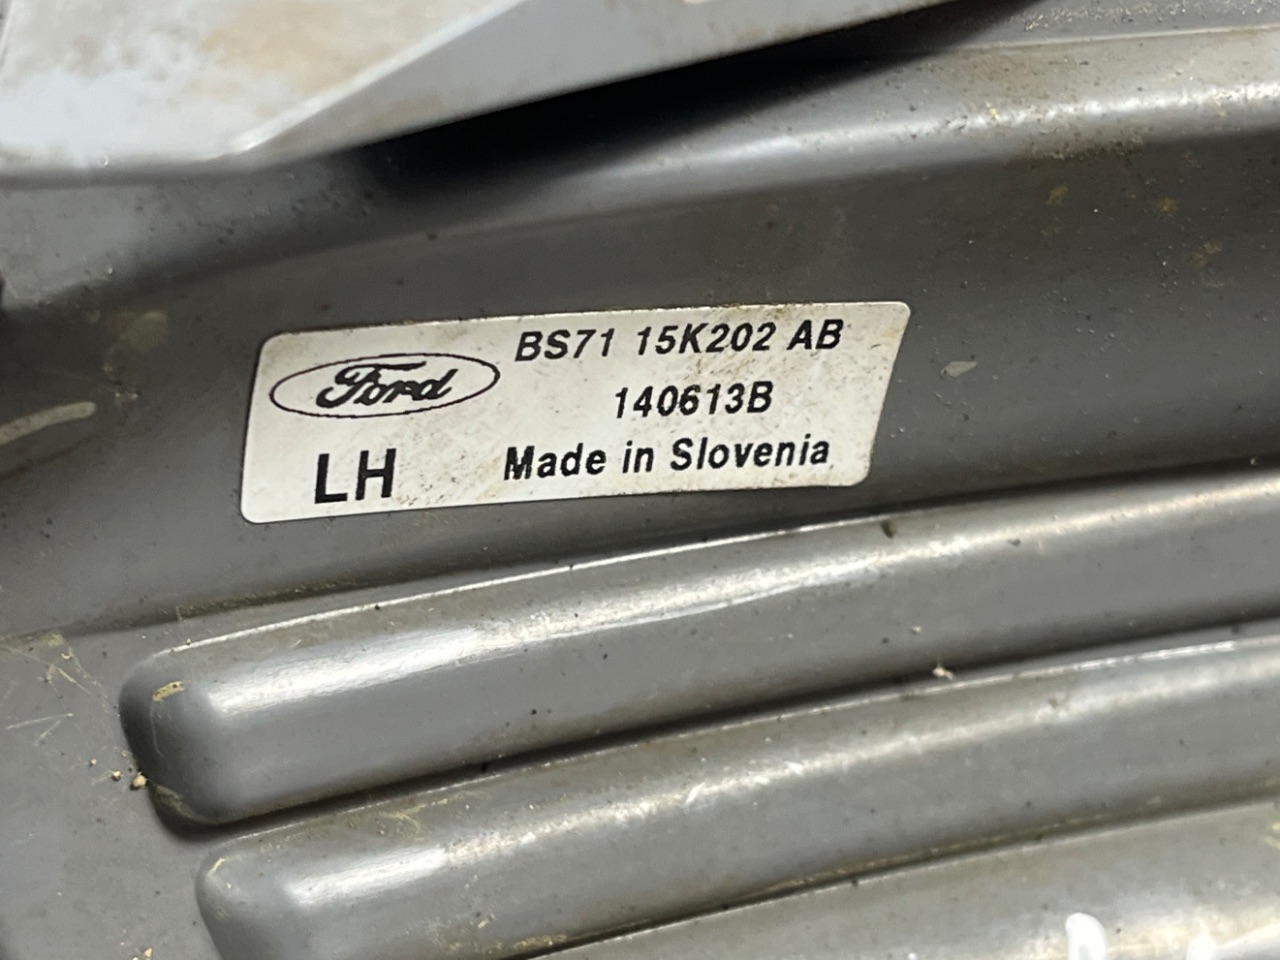 BS71 15K202 AB
Ford
140613B
LH
Made in Slovenia